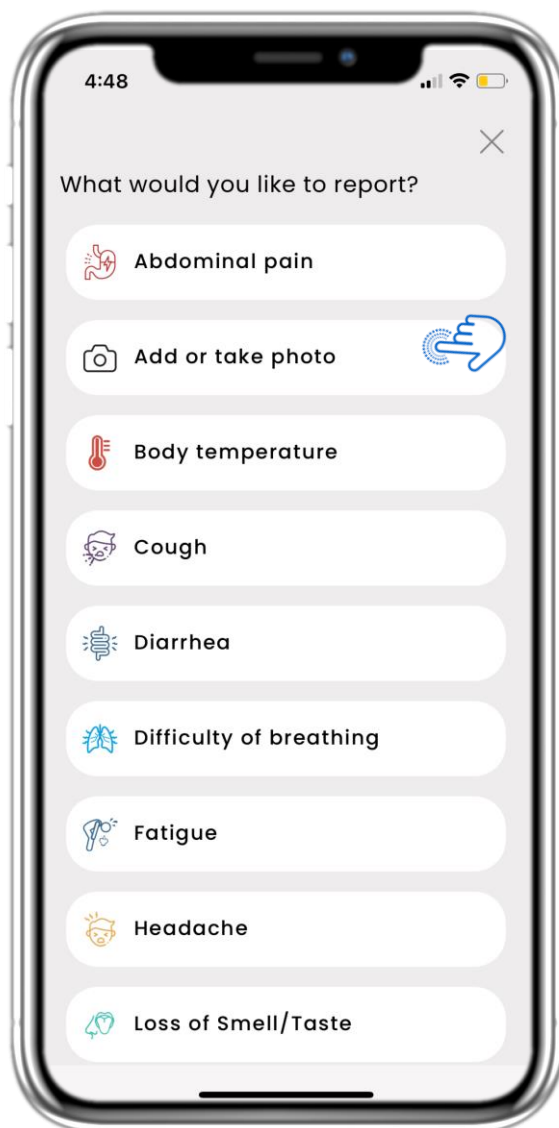 4:48
What would you like to report?
Abdominal pain
Add or take photo
Body temperature
Cough
Diarrhea
Difficulty of breathing
Fatigue
Headache
Loss of Smell/Taste